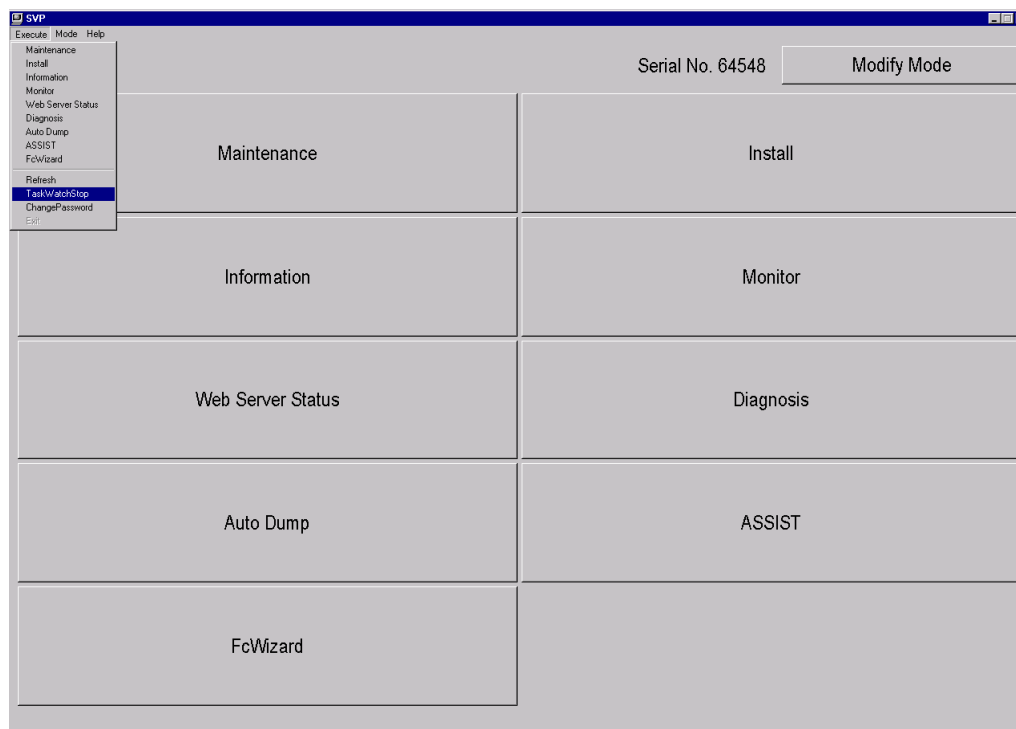 SVP
Execute Mode Help
Maintenance
Install
Information
Monitor
Web Server Status
Diagnosis
Auto Dump
ASSIST
FcWizard
Refresh
TaskWatchStop
ChangePassword
Exit
Serial No. 64548 Modify Mode
Maintenance Install
Information Monitor
Web Server Status Diagnosis
Auto Dump ASSIST
FcWizard